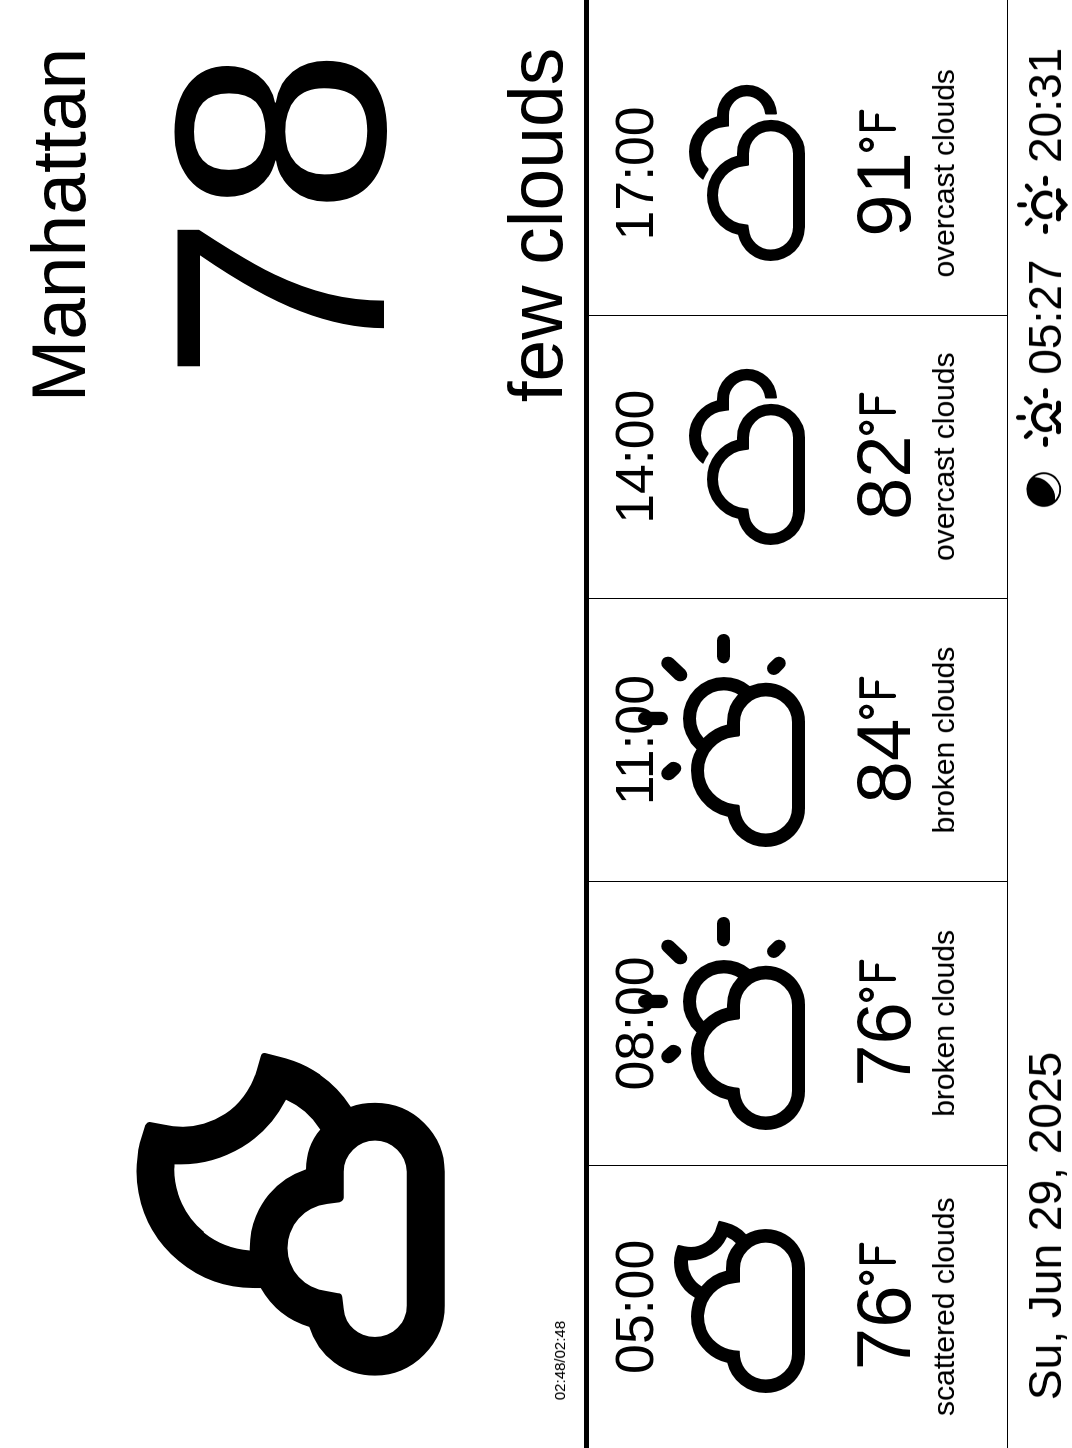 Manhattan
78
few clouds
02:48/02:48
05:00 08:00 11:00 14:00 17:00
76°F 76°F 84°F 82°F 91°F
scattered clouds broken clouds broken clouds overcast clouds overcast clouds
Su, Jun 29, 2025 05:27 20:31